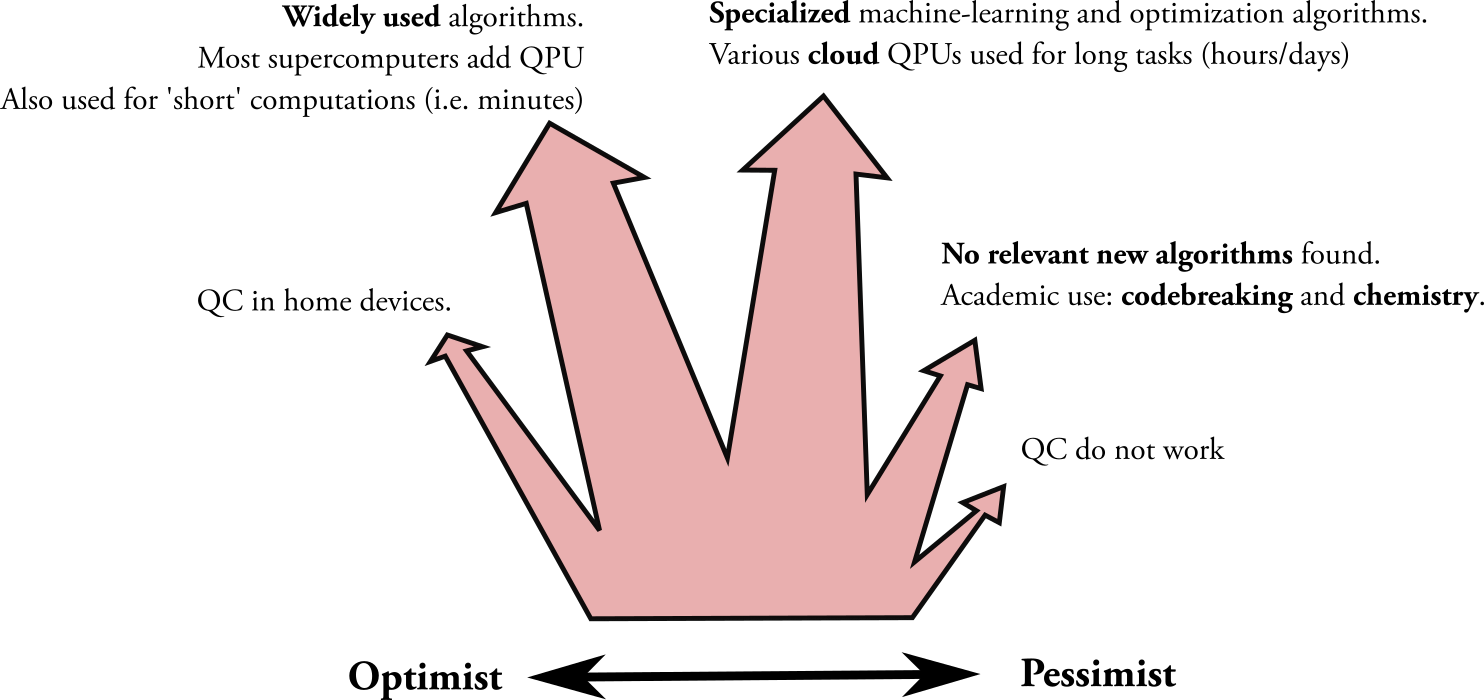 Widely used algorithms.
Most supercomputers add QPU
Also used for 'short' computations (i.e. minutes)
Specialized machine-learning and optimization algorithms.
Various cloud QPUs used for long tasks (hours/days)
No relevant new algorithms found.
Academic use: codebreaking and chemistry.
QC in home devices.
QC do not work
Optimist
Pessimist